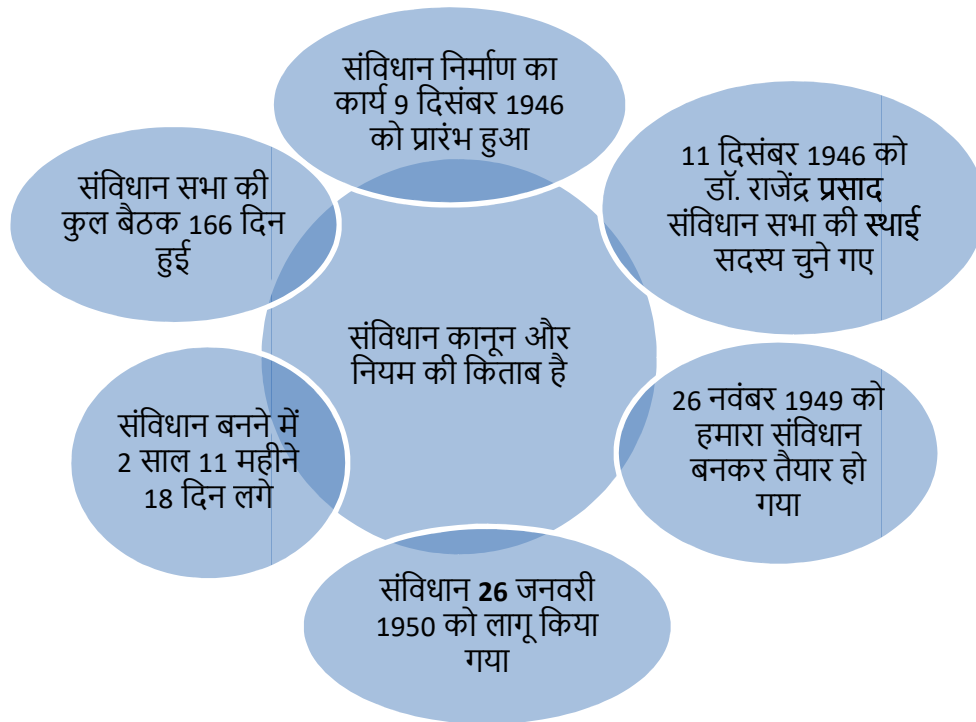 संविधान निर्माण का
कार्य 9 दिसंबर 1946
को प्रारंभ हुआ
11 दिसंबर 1946 को
डॉ. राजेंद्र प्रसाद
संविधान सभा की स्थाई
सदस्य चुने गए
26 नवंबर 1949 को
हमारा संविधान
बनकर तैयार हो
गया
संविधान 26 जनवरी
1950 को लागू किया
गया
संविधान बनने में
2 साल 11 महीने
18 दिन लगे
संविधान सभा की
कुल बैठक 166 दिन
हुई
संविधान कानून और
नियम की किताब है